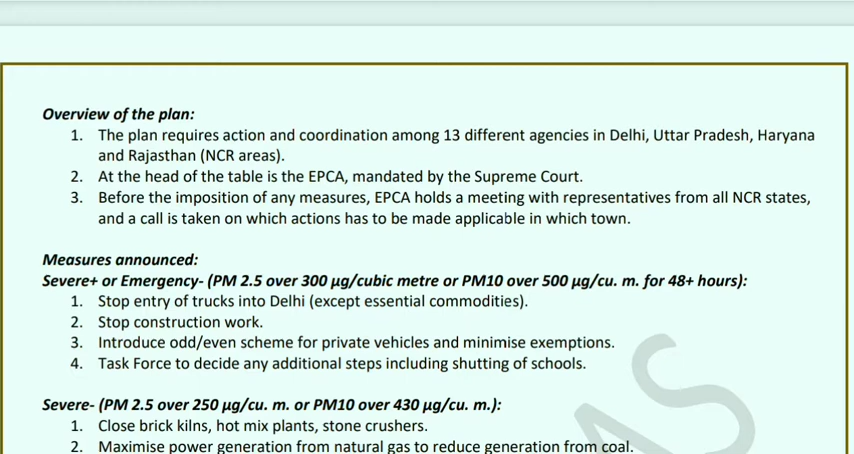 Overview of the plan:
1. The plan requires action and coordination among 13 different agencies in Delhi, Uttar Pradesh, Haryana
and Rajasthan (NCR areas).
2. At the head of the table is the EPCA, mandated by the Supreme Court.
3. Before the imposition of any measures, EPCA holds a meeting with representatives from all NCR states,
and a call is taken on which actions has to be made applicable in which town.
Measures announced:
Severe+ or Emergency- (PM 2.5 over 300 µg/cubic metre or PM10 over 500 µg/cu. m. for 48+ hours):
1. Stop entry of trucks into Delhi (except essential commodities).
2. Stop construction work.
3. Introduce odd/even scheme for private vehicles and minimise exemptions.
4. Task Force to decide any additional steps including shutting of schools.
Severe- (PM 2.5 over 250 µg/cu. m. or PM10 over 430 µg/cu. m.):
1. Close brick kilns, hot mix plants, stone crushers.
2. Maximise power generation from natural gas to reduce generation from coal.